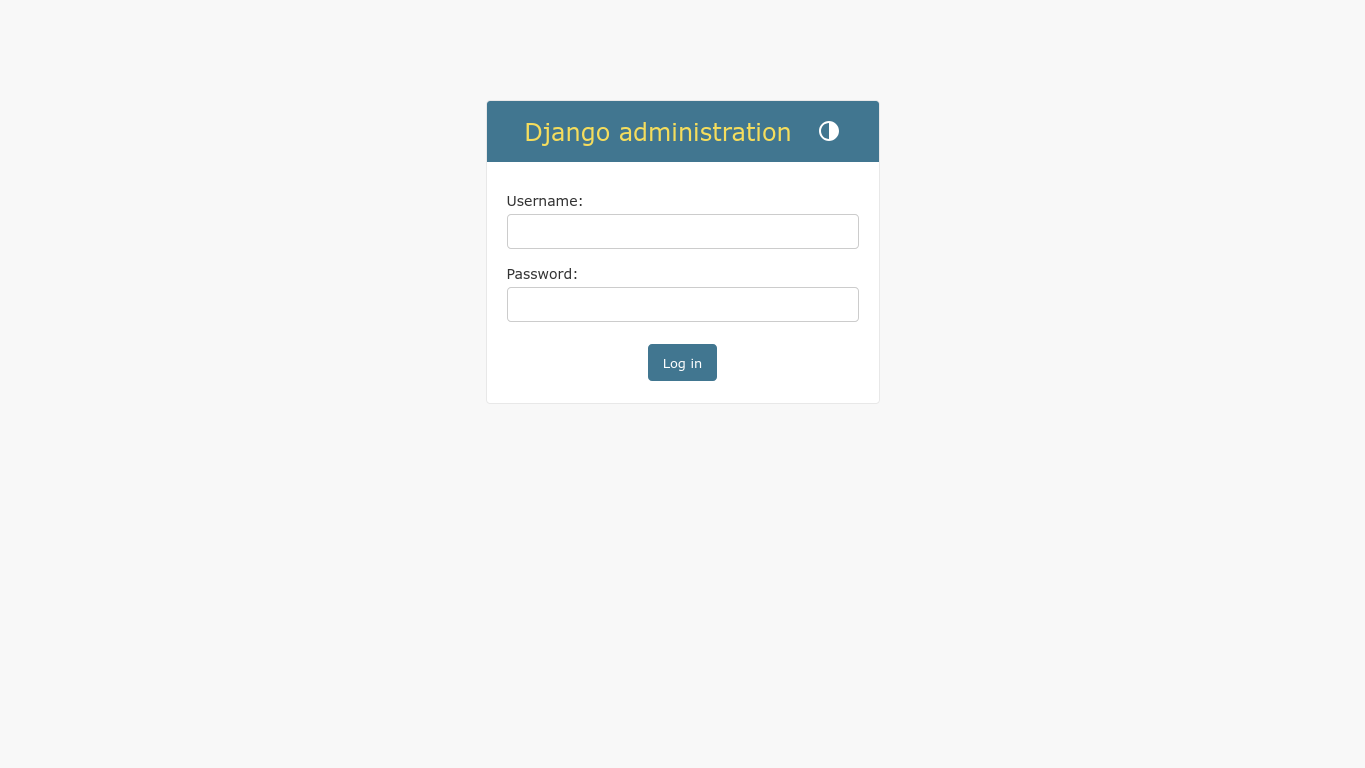 Django administration
Username:
Password:
Log in